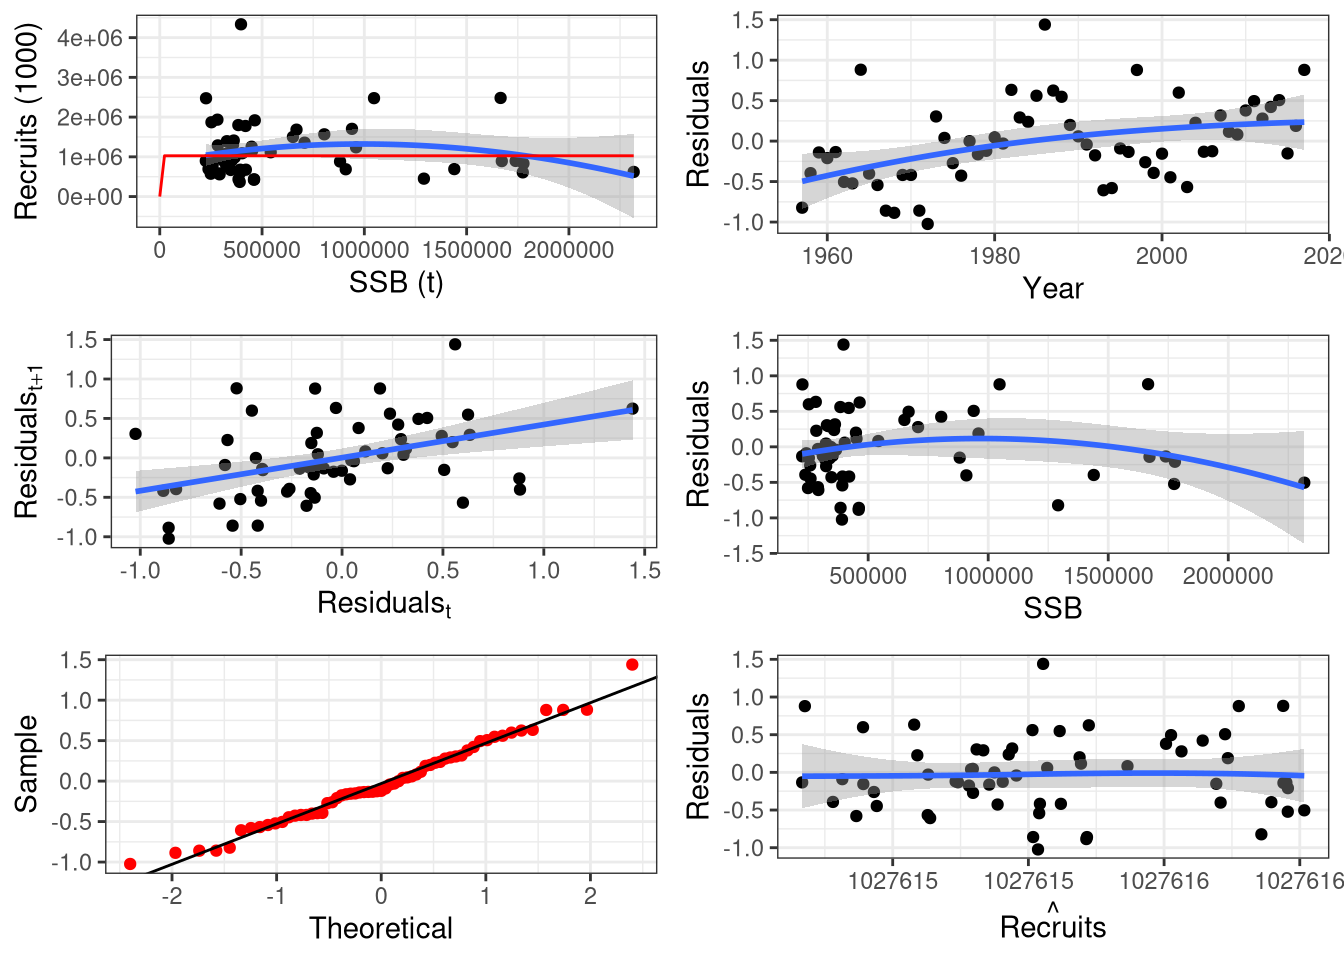 Recruits (1000)
4e+06
3e+06
2e+06
1e+06
0e+00
0 500000 1000000 1500000 2000000
SSB (t)
Residuals
1.5
1.0
0.5
0.0
-0.5
-1.0
1960 1980 2000 202
Year
Residuals t+1
1.5
1.0
0.5
0.0
-0.5
-1.0
-1.0 -0.5 0.0 0.5 1.0 1.5
Residuals t
Residuals
1.5
1.0
0.5
0.0
-0.5
-1.0
-1.5
500000 1000000 1500000 2000000
SSB
Sample
1.5
1.0
0.5
0.0
-0.5
-1.0
-2 -1 0 1 2
Theoretical
Residuals
1.5
1.0
0.5
0.0
-0.5
-1.0
1027615 1027615 1027616 1027616
^
Recruits